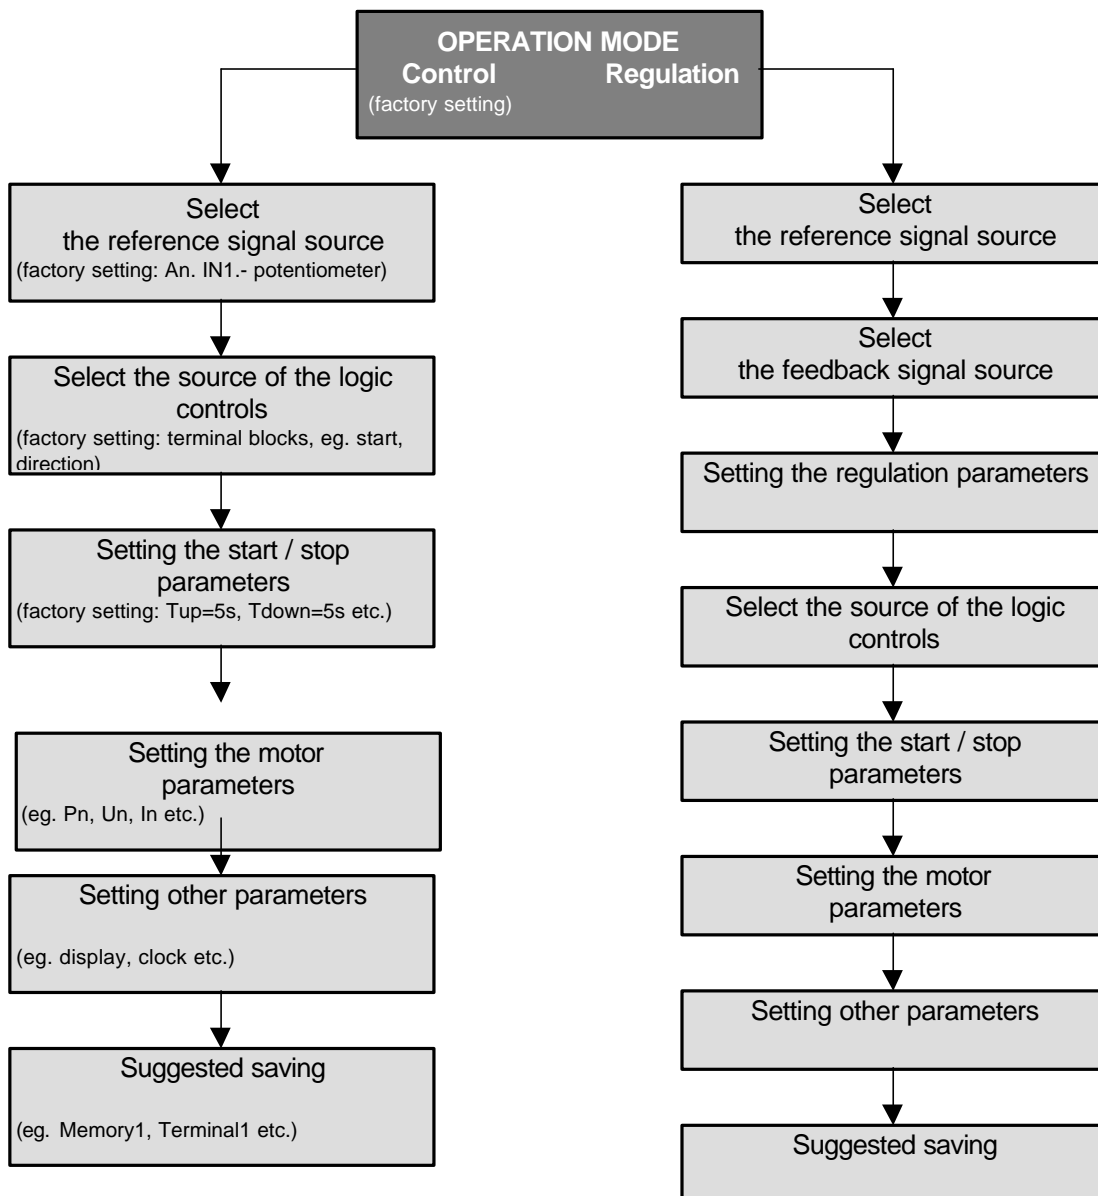 OPERATION MODE
Control Regulation
(factory setting)
Select
the reference signal source
(factory setting: An. IN1.- potentiometer)
Select the source of the logic
controls
(factory setting: terminal blocks, eg. start,
direction)
Setting the start / stop
parameters
(factory setting: Tup=5s, Tdown=5s etc.)
Setting the motor
parameters
(eg. Pn, Un, In etc.)
Setting other parameters
(eg. display, clock etc.)
Suggested saving
(eg. Memory1, Terminal1 etc.)
Select
the reference signal source
Select
the feedback signal source
Setting the regulation parameters
Select the source of the logic
controls
Setting the start / stop
parameters
Setting the motor
parameters
Setting other parameters
Suggested saving